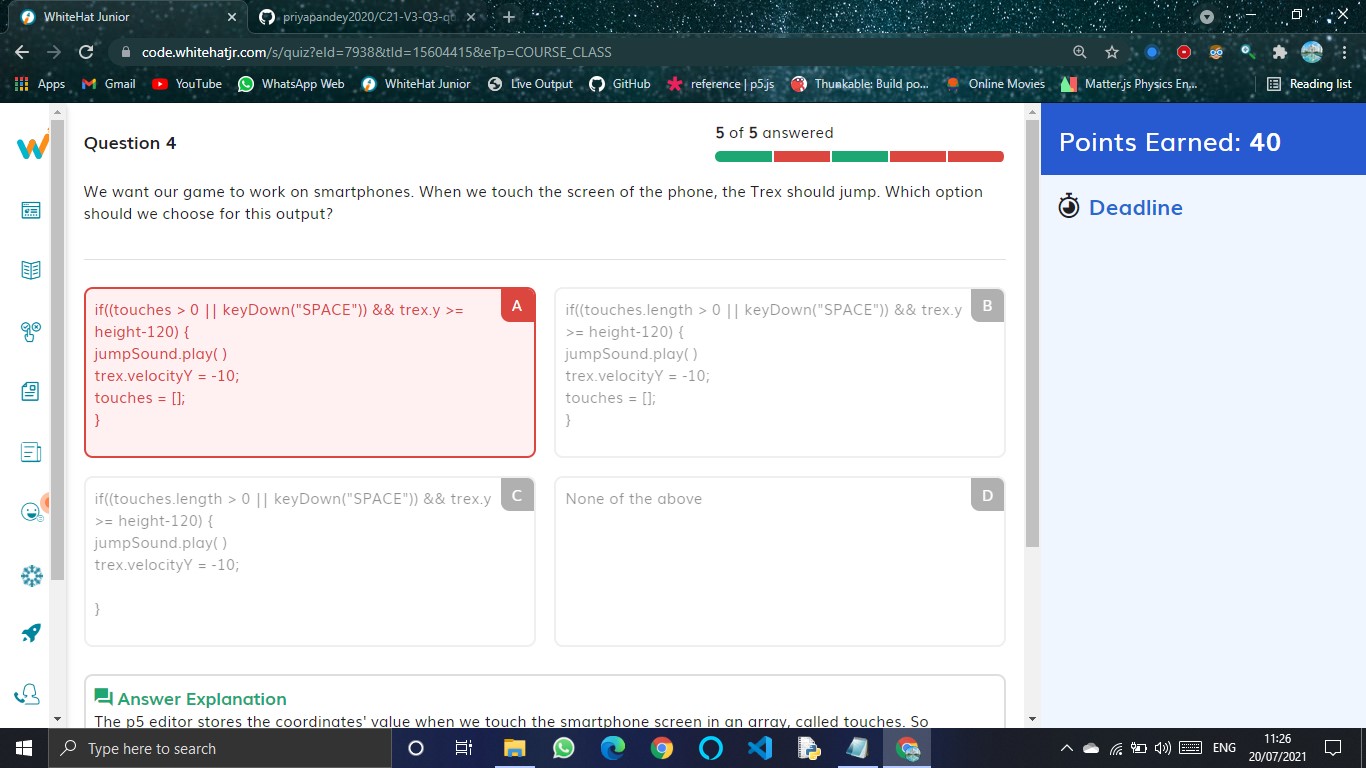 WhiteHat Junior
priyapandey2020/C21-V3-Q3-qu
code.whitehatjr.com/s/quiz?eId=7938&tId=15604415&eTp=COURSE_CLASS
Apps Gmail YouTube WhatsApp Web WhiteHat Junior Live Output GitHub reference | p5.js Thunkable: Build po... Online Movies Matter.js Physics En... Reading list
Question 4
5 of 5 answered
We want our game to work on smartphones. When we touch the screen of the phone, the Trex should jump. Which option
should we choose for this output?
A
if((touches > 0 || keyDown("SPACE")) && trex.y >=
height-120) {
jumpSound.play( )
trex.velocityY = -10;
touches = [];
}
B
if((touches.length > 0 || keyDown("SPACE")) && trex.y
>= height-120) {
jumpSound.play( )
trex.velocityY = -10;
touches = [];
}
C
if((touches.length > 0 || keyDown("SPACE")) && trex.y
>= height-120) {
jumpSound.play( )
trex.velocityY = -10;
}
D
None of the above
Answer Explanation
The p5 editor stores the coordinates' value when we touch the smartphone screen in an array, called touches. So
Points Earned: 40
Deadline
Type here to search
ENG
11:26
20/07/2021